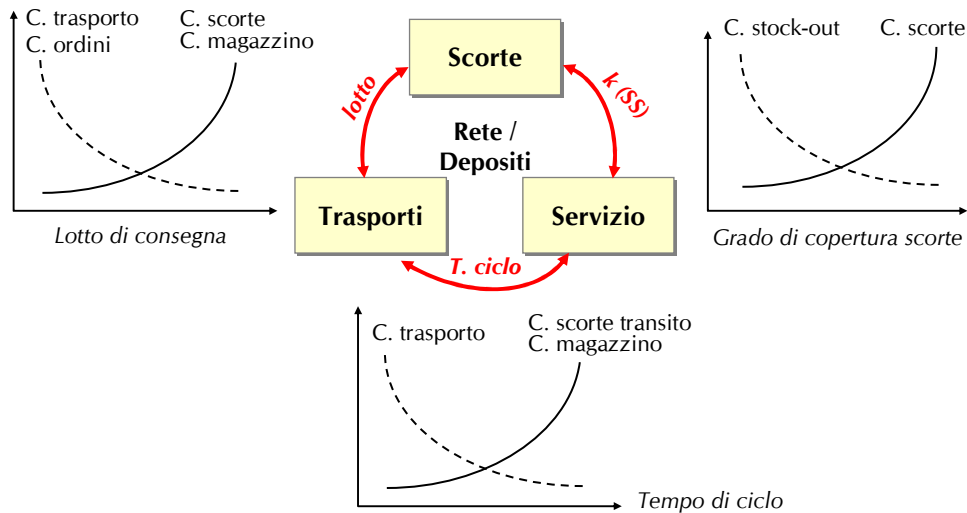 C. trasporto
C. ordini
C. scorte
C. magazzino
Lotto di consegna
Scorte
lotto
k (SS)
Rete /
Depositi
Trasporti
Servizio
T. ciclo
C. stock-out
C. scorte
Grado di copertura scorte
C. trasporto
C. scorte transito
C. magazzino
Tempo di ciclo